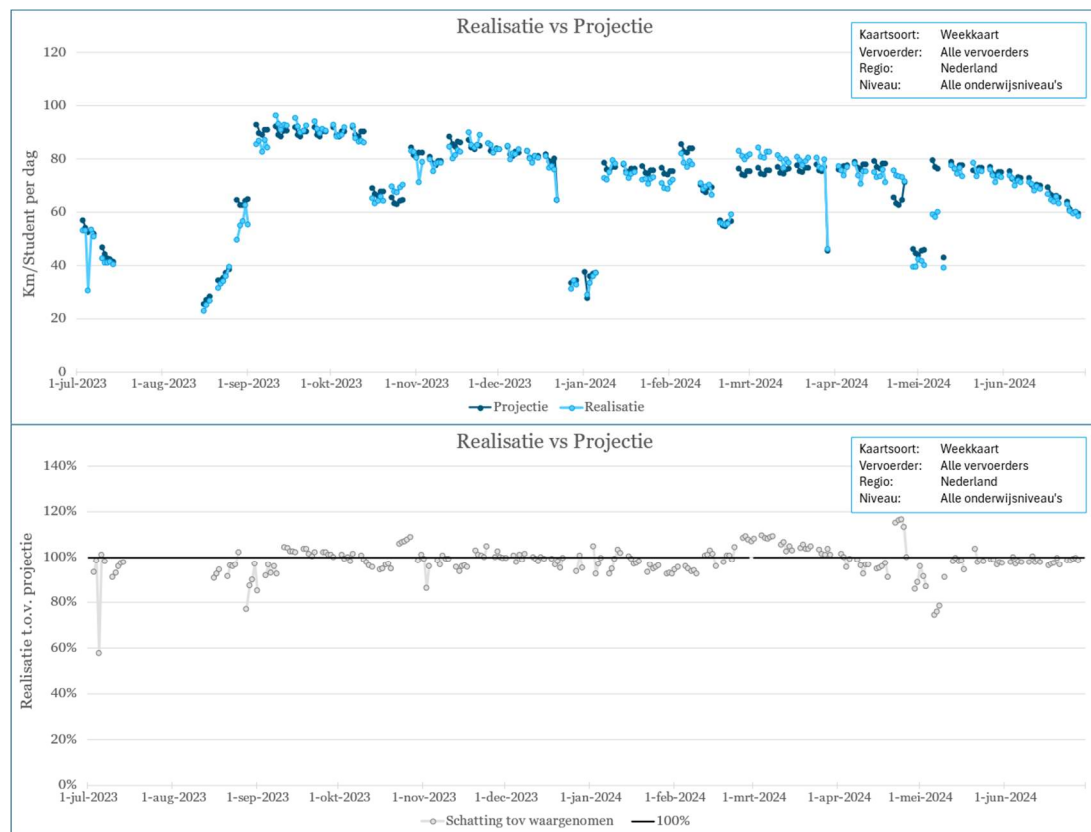 Realisatie vs Projectie
Kaartsoort: Weekkaart
Vervoerder: Alle vervoerders
Regio: Nederland
Niveau: Alle onderwijsniveau's
Km/Student per dag
120
100
80
60
40
20
0
1-jul-2023 1-aug-2023 1-sep-2023 1-okt-2023 1-nov-2023 1-dec-2023 1-jan-2024 1-feb-2024 1-mrt-2024 1-apr-2024 1-mei-2024 1-jun-2024
Projectie Realisatie
Realisatie vs Projectie
Kaartsoort: Weekkaart
Vervoerder: Alle vervoerders
Regio: Nederland
Niveau: Alle onderwijsniveau's
Realisatie t.o.v. projectie
140%
120%
100%
80%
60%
40%
20%
0%
1-jul-2023 1-aug-2023 1-sep-2023 1-okt-2023 1-nov-2023 1-dec-2023 1-jan-2024 1-feb-2024 1-mrt-2024 1-apr-2024 1-mei-2024 1-jun-2024
Schatting tov waargenomen 100%